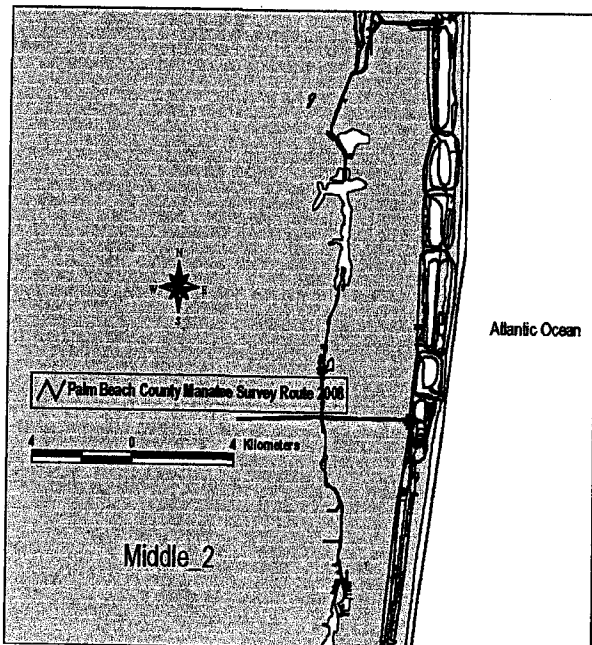 N
W E
S
Atlantic Ocean
Palm Beach County Manatee Survey Route 2008
4 0 4 Kilometers
Middle_2